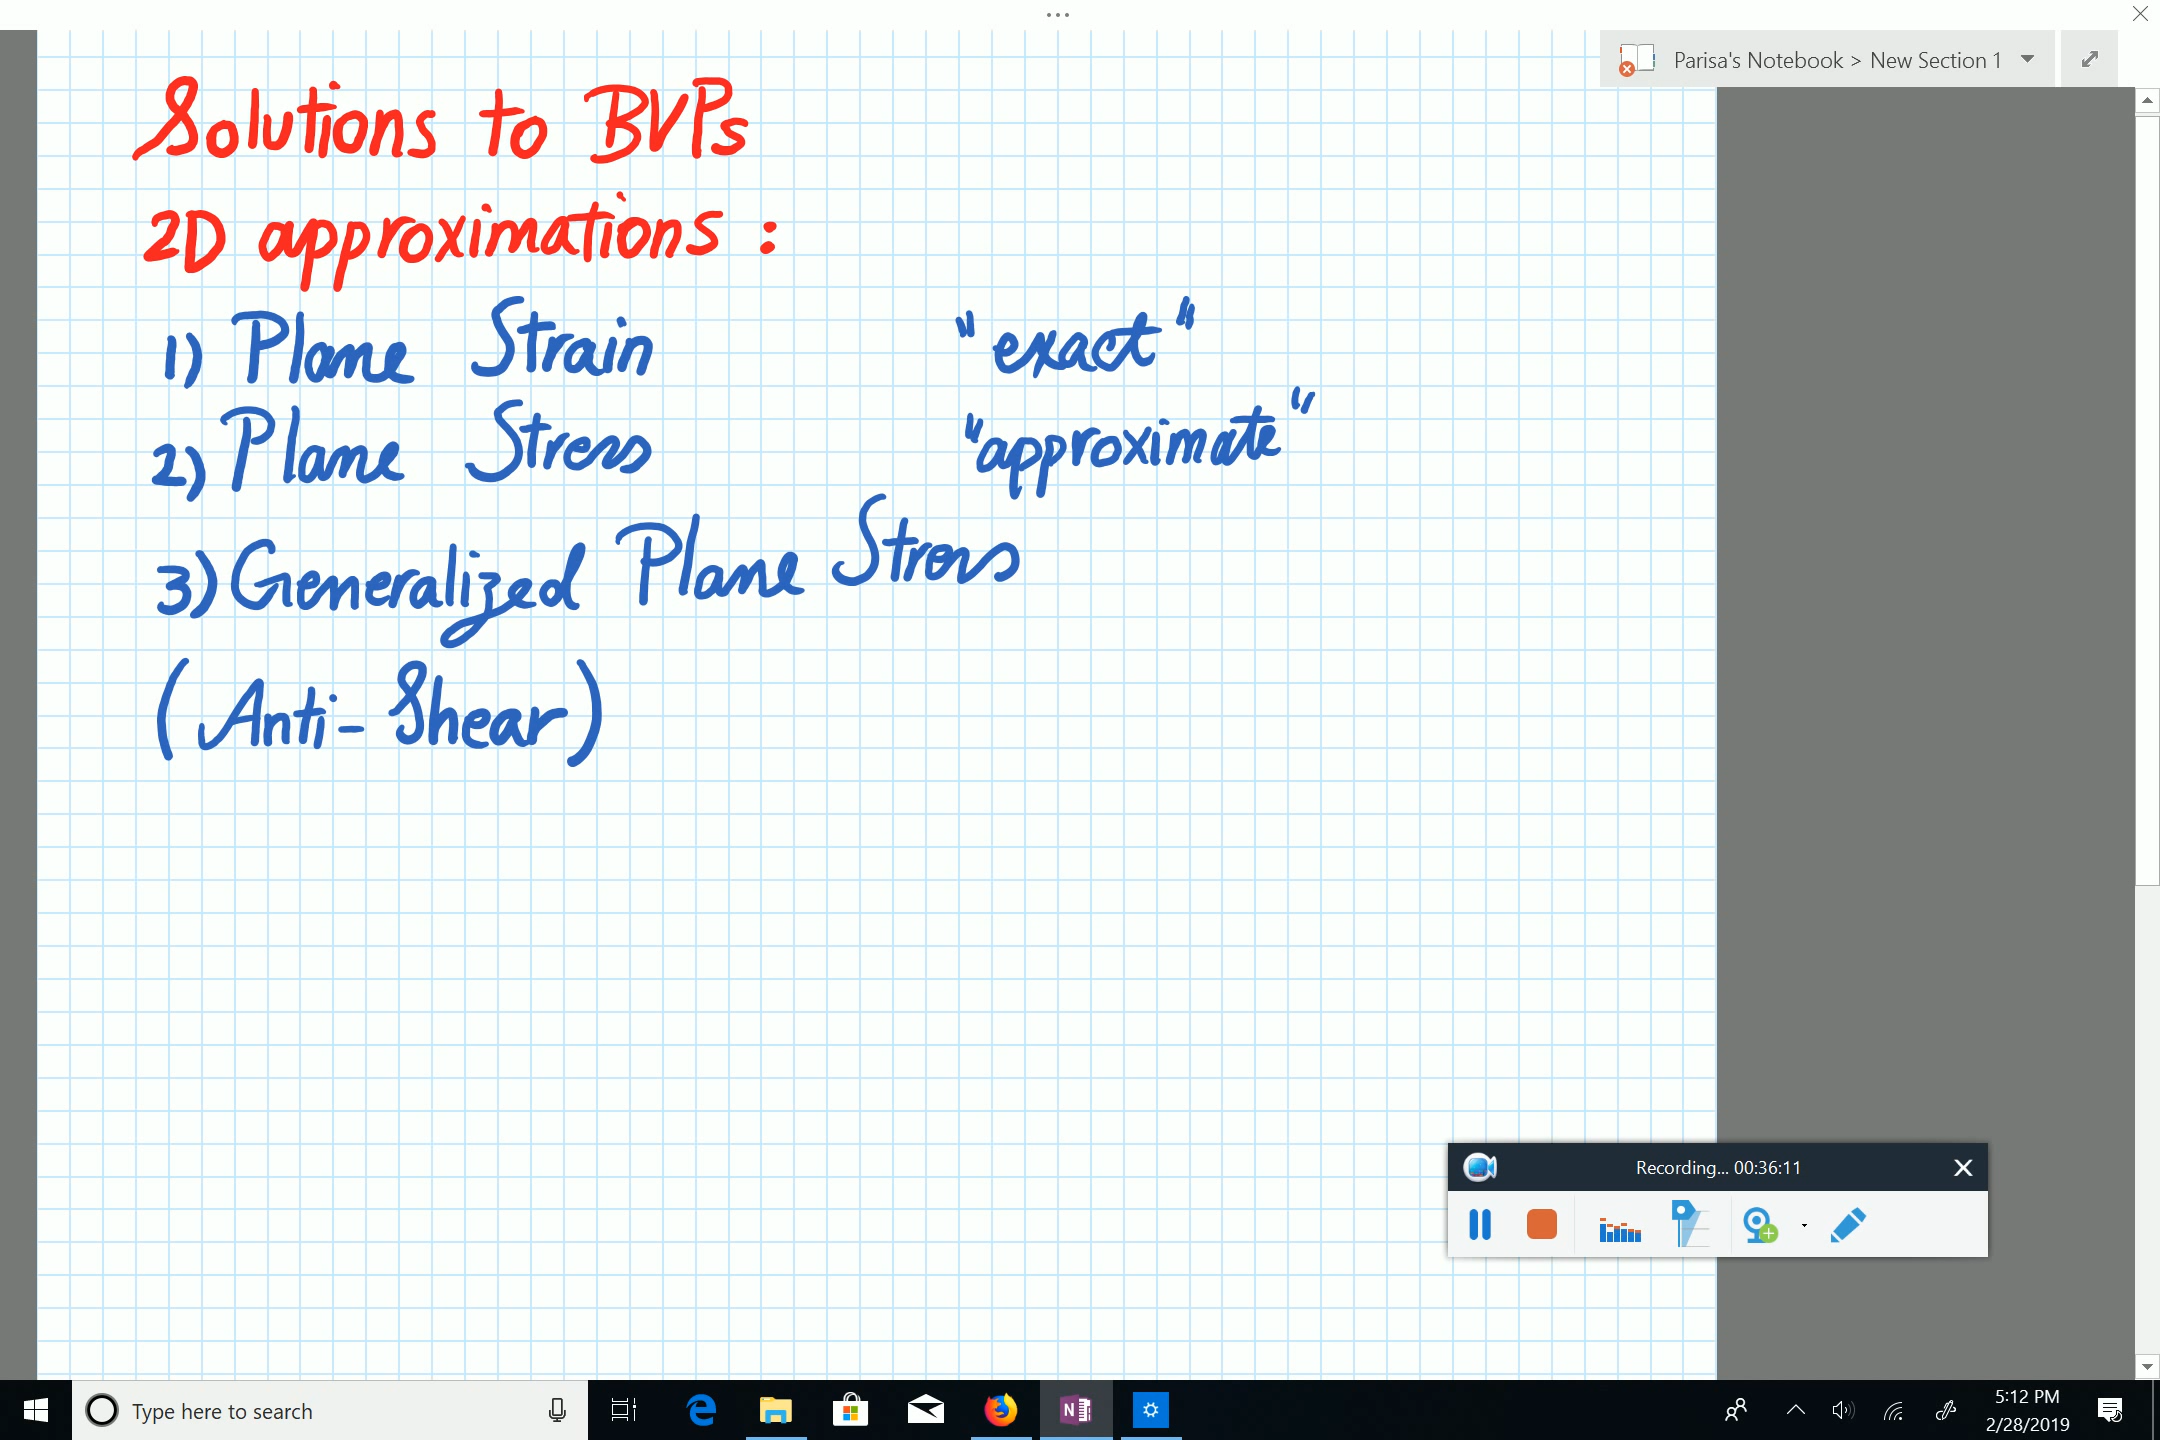 Parisa's Notebook > New Section 1
Solutions to BVPs
2D approximations :
1) Plane Strain "exact"
2) Plane Stress "approximate"
3) Generalized Plane Stress
(Anti-Shear)
Recording... 00:36:11
Type here to search
N
5:12 PM
2/28/2019